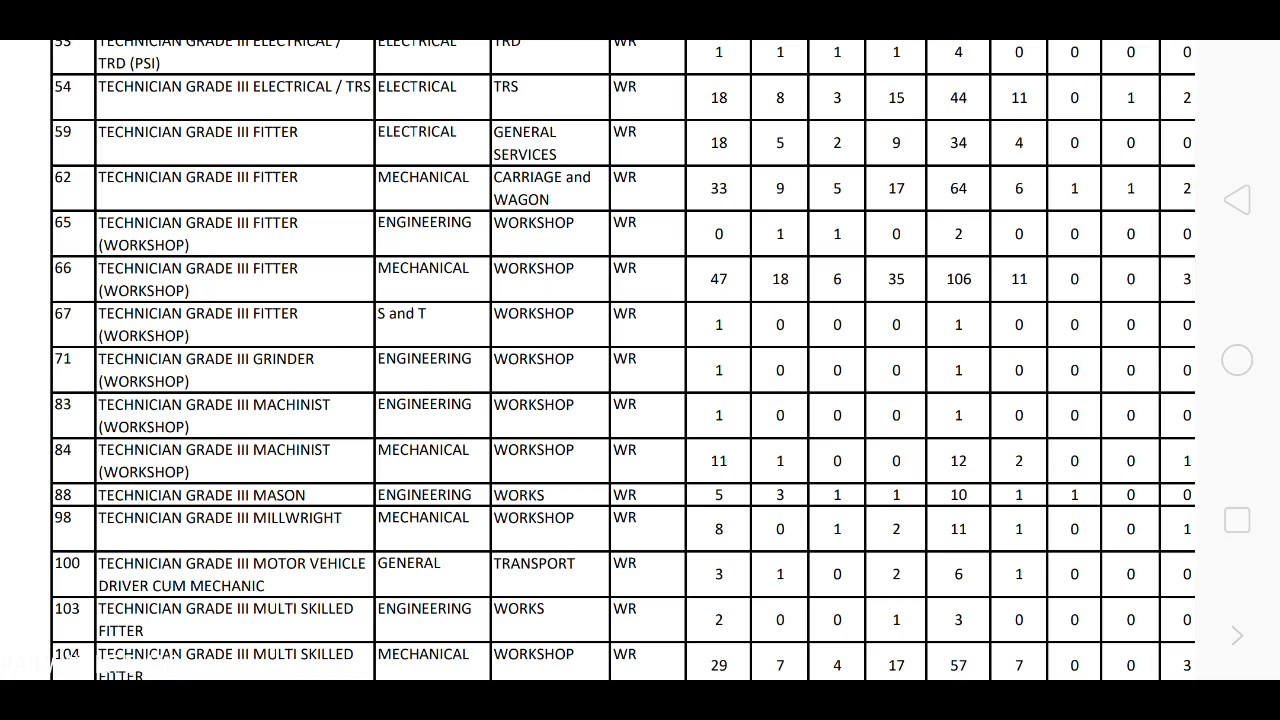 53 TECHNICIAN GRADE III ELECTRICAL / ELECTRICAL TRD WR 1 1 1 1 4 0 0 0 0
TRD (PSI)
54 TECHNICIAN GRADE III ELECTRICAL / TRS ELECTRICAL TRS WR 18 8 3 15 44 11 0 1 2
59 TECHNICIAN GRADE III FITTER ELECTRICAL GENERAL WR 18 5 2 9 34 4 0 0 0
SERVICES
62 TECHNICIAN GRADE III FITTER MECHANICAL CARRIAGE and WR 33 9 5 17 64 6 1 1 2
WAGON
65 TECHNICIAN GRADE III FITTER ENGINEERING WORKSHOP WR 0 1 1 0 2 0 0 0 0
(WORKSHOP)
66 TECHNICIAN GRADE III FITTER MECHANICAL WORKSHOP WR 47 18 6 35 106 11 0 0 3
(WORKSHOP)
67 TECHNICIAN GRADE III FITTER S and T WORKSHOP WR 1 0 0 0 1 0 0 0 0
(WORKSHOP)
71 TECHNICIAN GRADE III GRINDER ENGINEERING WORKSHOP WR 1 0 0 0 1 0 0 0 0
(WORKSHOP)
83 TECHNICIAN GRADE III MACHINIST ENGINEERING WORKSHOP WR 1 0 0 0 1 0 0 0 0
(WORKSHOP)
84 TECHNICIAN GRADE III MACHINIST MECHANICAL WORKSHOP WR 11 1 0 0 12 2 0 0 1
(WORKSHOP)
88 TECHNICIAN GRADE III MASON ENGINEERING WORKS WR 5 3 1 1 10 1 1 0 0
98 TECHNICIAN GRADE III MILLWRIGHT MECHANICAL WORKSHOP WR 8 0 1 2 11 1 0 0 1
100 TECHNICIAN GRADE III MOTOR VEHICLE GENERAL TRANSPORT WR 3 1 0 2 6 1 0 0 0
DRIVER CUM MECHANIC
103 TECHNICIAN GRADE III MULTI SKILLED ENGINEERING WORKS WR 2 0 0 1 3 0 0 0 0
FITTER
104 TECHNICIAN GRADE III MULTI SKILLED MECHANICAL WORKSHOP WR 29 7 4 17 57 7 0 0 3
FITTER